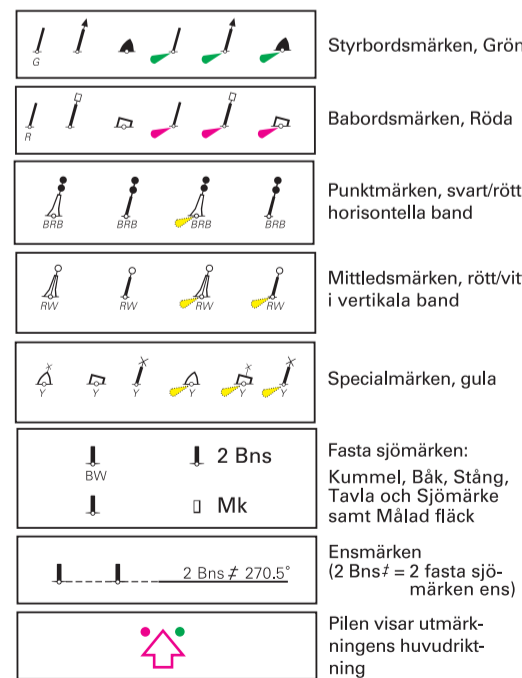 G
Styrbordsmärken, Grön
R
Babordsmärken, Röda
BRB BRB BRB BRB
Punktmärken, svart/rött
horisontella band
RW RW RW RW
Mittledsmärken, rött/vit
i vertikala band
Y Y Y Y Y Y
Specialmärken, gula
BW
2 Bns
Mk
Fasta sjömärken:
Kummel, Båk, Stång,
Tavla och Sjömärke
samt Målad fläck
2 Bns ≠ 270.5°
Ensmärken
(2 Bns ≠ = 2 fasta sjö-
märken ens)
Pilen visar utmärk-
ningens huvudrikt-
ning